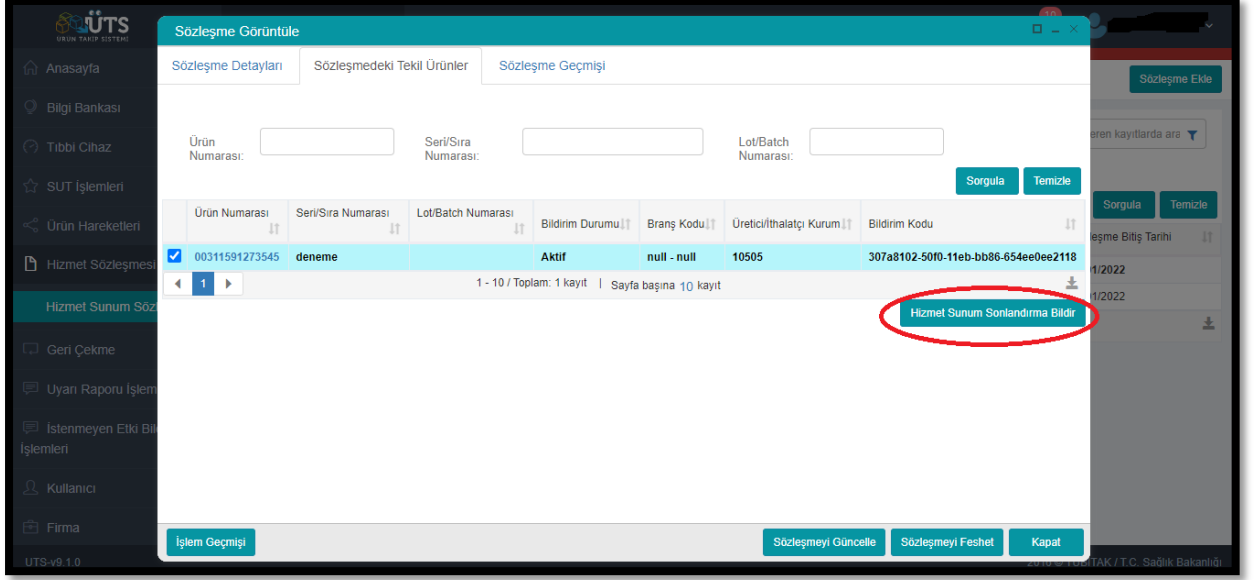 ÜTS
ÜRÜN TAKİP SİSTEMİ
10
Anasayfa
Bilgi Bankası
Tıbbi Cihaz
SUT İşlemleri
Ürün Hareketleri
Hizmet Sözleşmesi
Hizmet Sunum Sözl
Geri Çekme
Uyarı Raporu İşlem
İstenmeyen Etki Bil
İşlemleri
Kullanıcı
Firma
UTS-v9.1.0
Sözleşme Görüntüle
Sözleşme Detayları Sözleşmedeki Tekil Ürünler Sözleşme Geçmişi
Ürün Numarası: Seri/Sıra Numarası: Lot/Batch Numarası:
Sorgula Temizle
Ürün Numarası Seri/Sıra Numarası Lot/Batch Numarası Bildirim Durumu Branş Kodu Üretici/İthalatçı Kurum Bildirim Kodu
00311591273545 deneme Aktif null - null 10505 307a8102-50f0-11eb-bb86-654ee0ee2118
1 1 - 10 / Toplam: 1 kayıt | Sayfa başına 10 kayıt
Hizmet Sunum Sonlandırma Bildir
İşlem Geçmişi Sözleşmeyi Güncelle Sözleşmeyi Feshet Kapat
Sözleşme Ekle
eren kayıtlarda ara
Sorgula Temizle
leşme Bitiş Tarihi
1/2022
1/2022
2016 © TÜBİTAK / T.C. Sağlık Bakanlığı